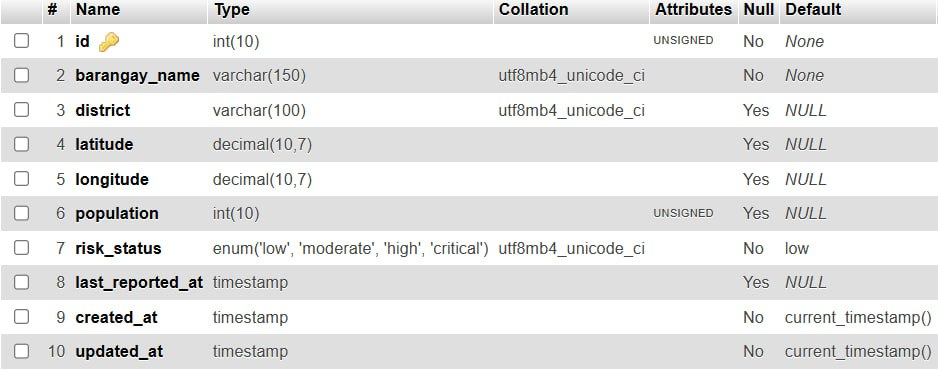 # Name Type Collation Attributes Null Default
1 id int(10) UNSIGNED No None
2 barangay_name varchar(150) utf8mb4_unicode_ci No None
3 district varchar(100) utf8mb4_unicode_ci Yes NULL
4 latitude decimal(10,7) Yes NULL
5 longitude decimal(10,7) Yes NULL
6 population int(10) UNSIGNED Yes NULL
7 risk_status enum('low', 'moderate', 'high', 'critical') utf8mb4_unicode_ci No low
8 last_reported_at timestamp Yes NULL
9 created_at timestamp No current_timestamp()
10 updated_at timestamp No current_timestamp()